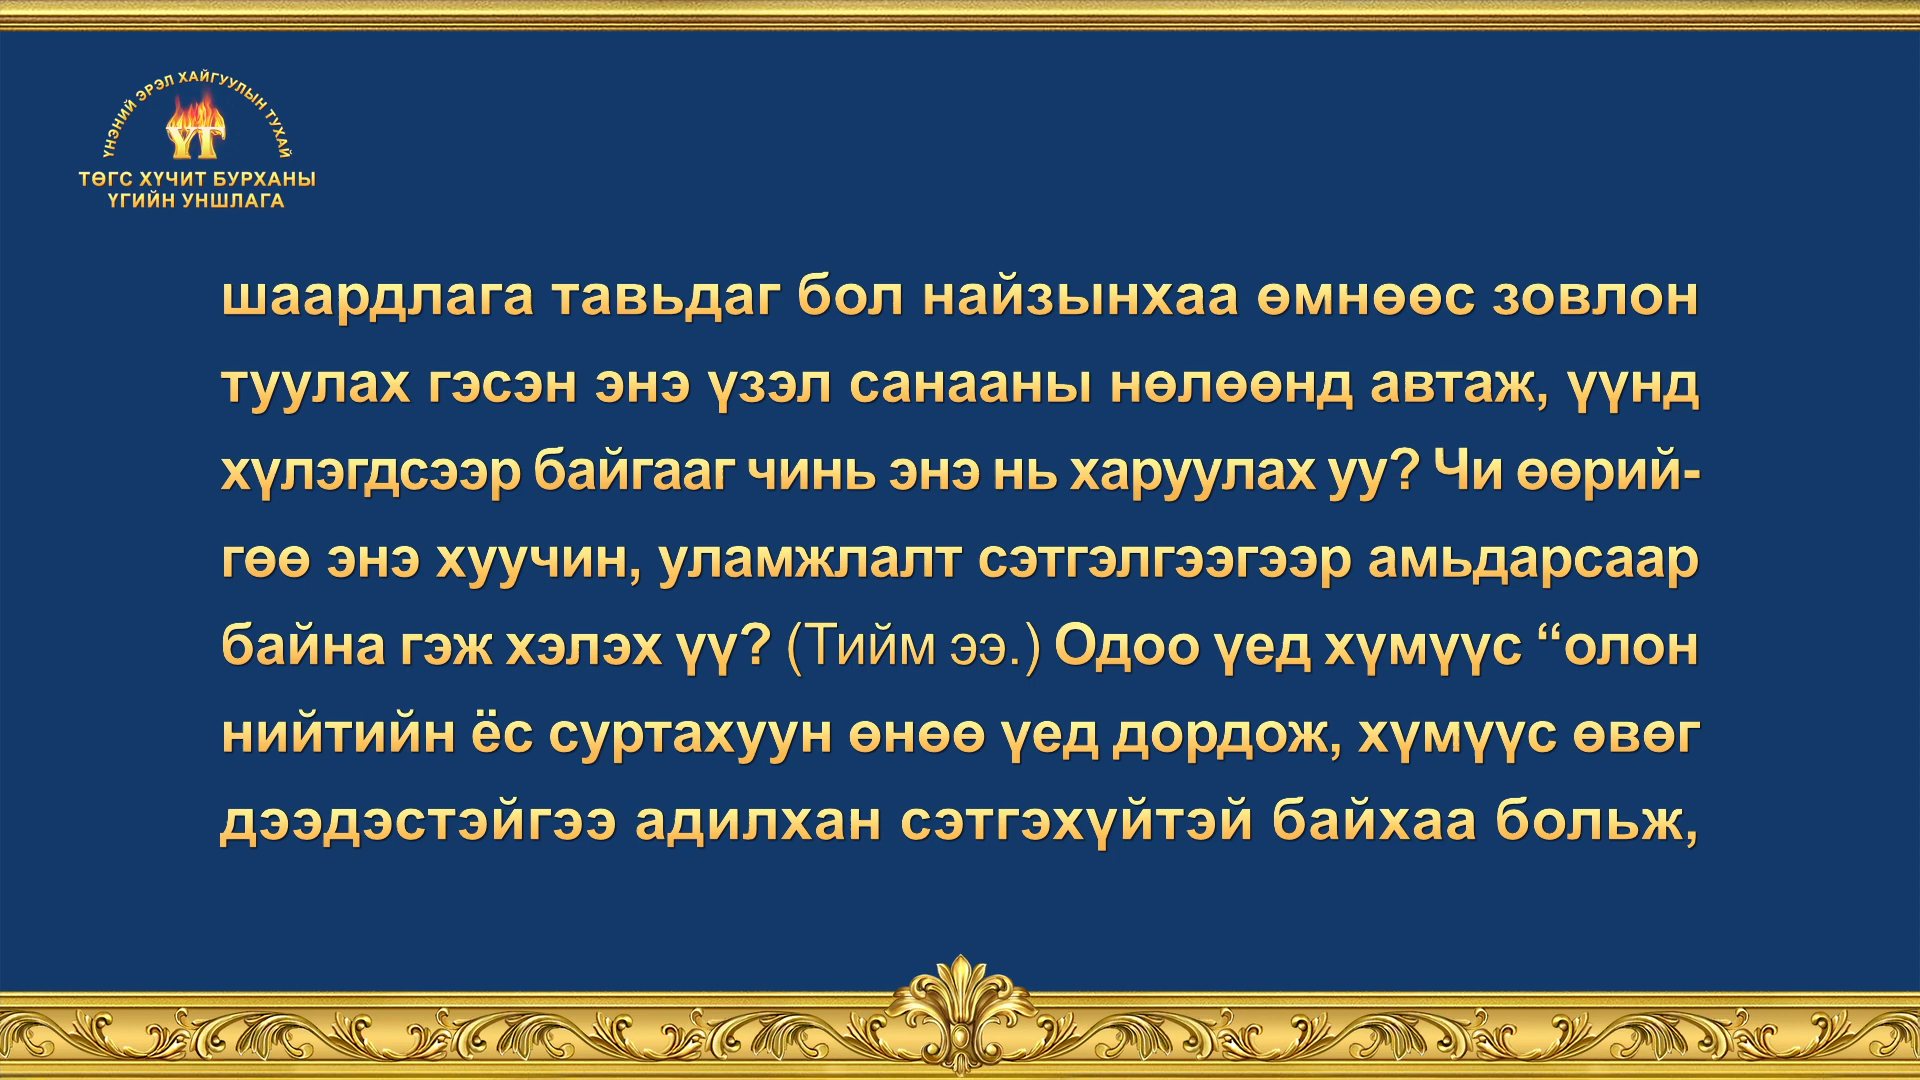 ҮНЭНИЙ ЭРЭЛ ХАЙГУУЛЫН ТУХАЙ
ҮГ
ТӨГС ХҮЧИТ БУРХАНЫ
ҮГИЙН УНШЛАГА
шаардлага тавьдаг бол найзынхаа өмнөөс зовлон
туулах гэсэн энэ үзэл санааны нөлөөнд автаж, үүнд
хүлэгдсээр байгааг чинь энэ нь харуулах уу? Чи өөрий-
гөө энэ хуучин, уламжлалт сэтгэлгээгээр амьдарсаар
байна гэж хэлэх үү? (Тийм ээ.) Одоо үед хүмүүс “олон
нийтийн ёс суртахуун өнөө үед дордож, хүмүүс өвөг
дээдэстэйгээ адилхан сэтгэхүйтэй байхаа больж,